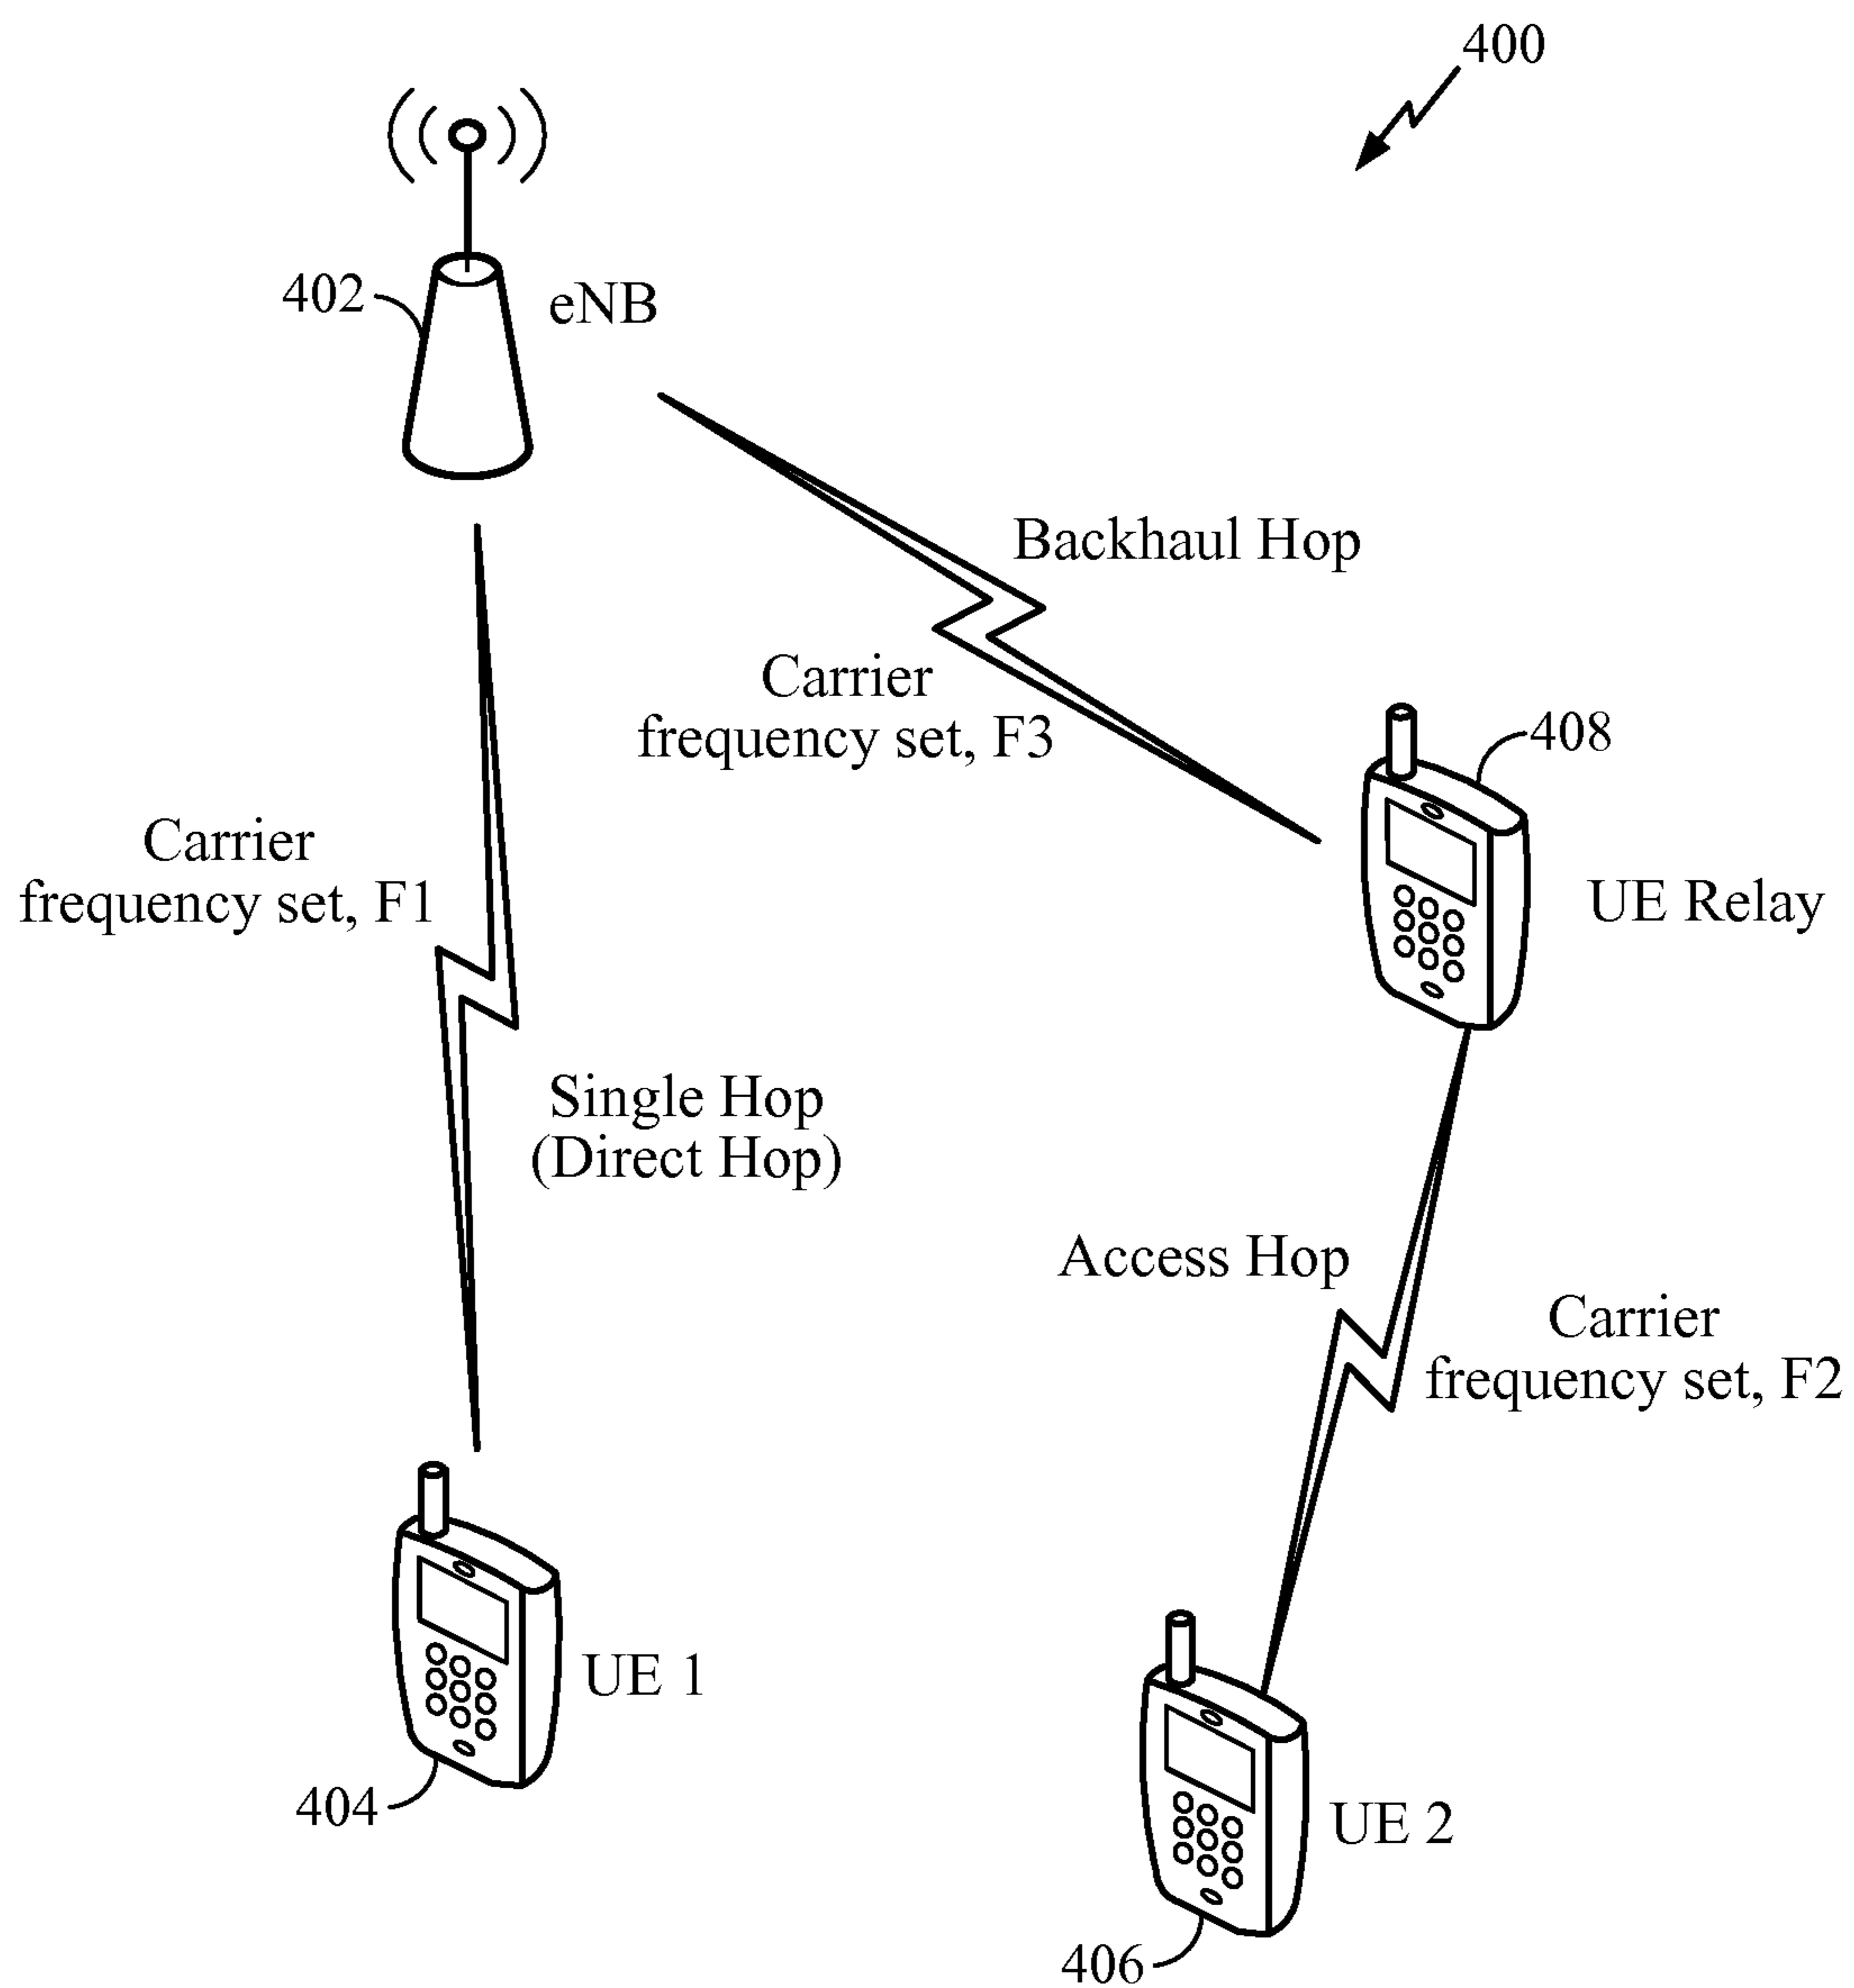 400
402
eNB
Backhaul Hop
Carrier
frequency set, F3
408
Carrier
frequency set, F1
UE Relay
Single Hop
(Direct Hop)
Access Hop
Carrier
frequency set, F2
UE 1
404
UE 2
406